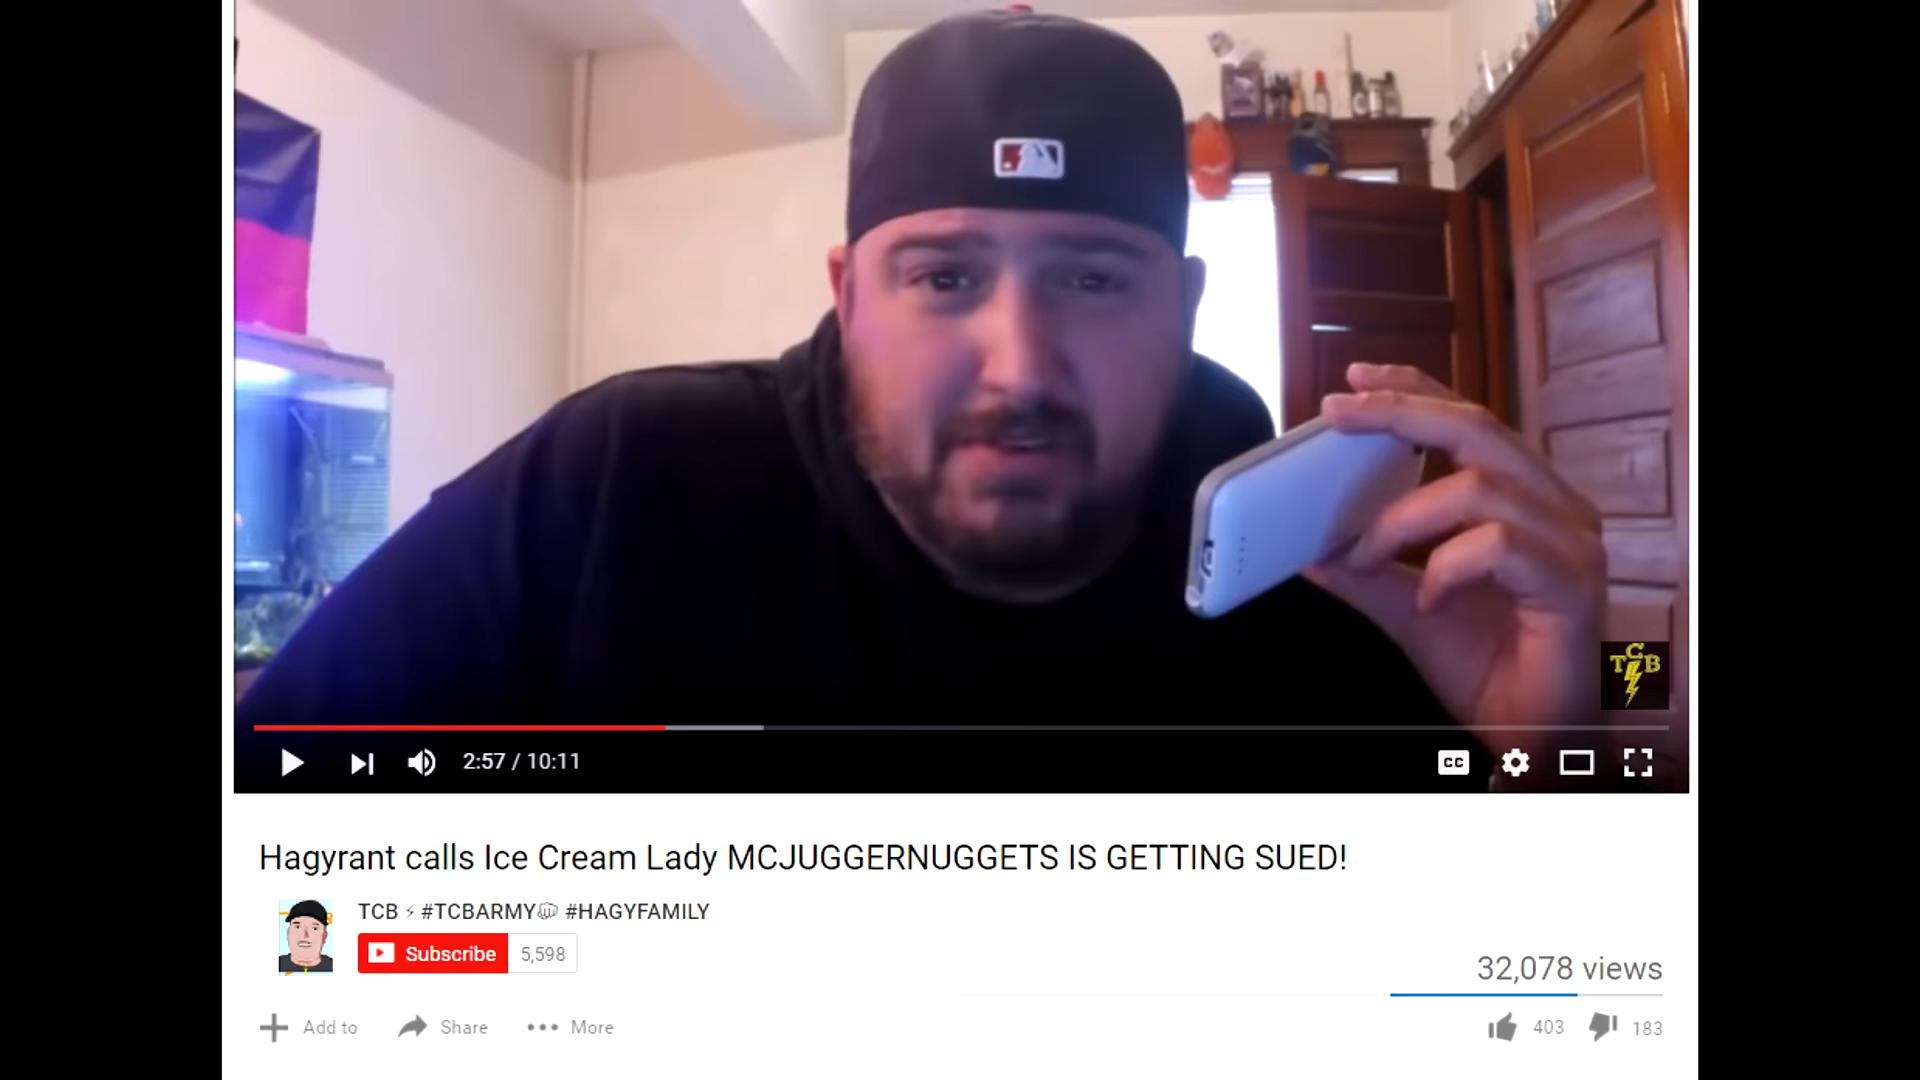 TCB
2:57 / 10:11
CC
Hagyrant calls Ice Cream Lady MCJUGGERNUGGETS IS GETTING SUED!
TCB ⚡ #TCBARMY👊 #HAGYFAMILY
Subscribe 5,598
32,078 views
Add to Share More
403 183